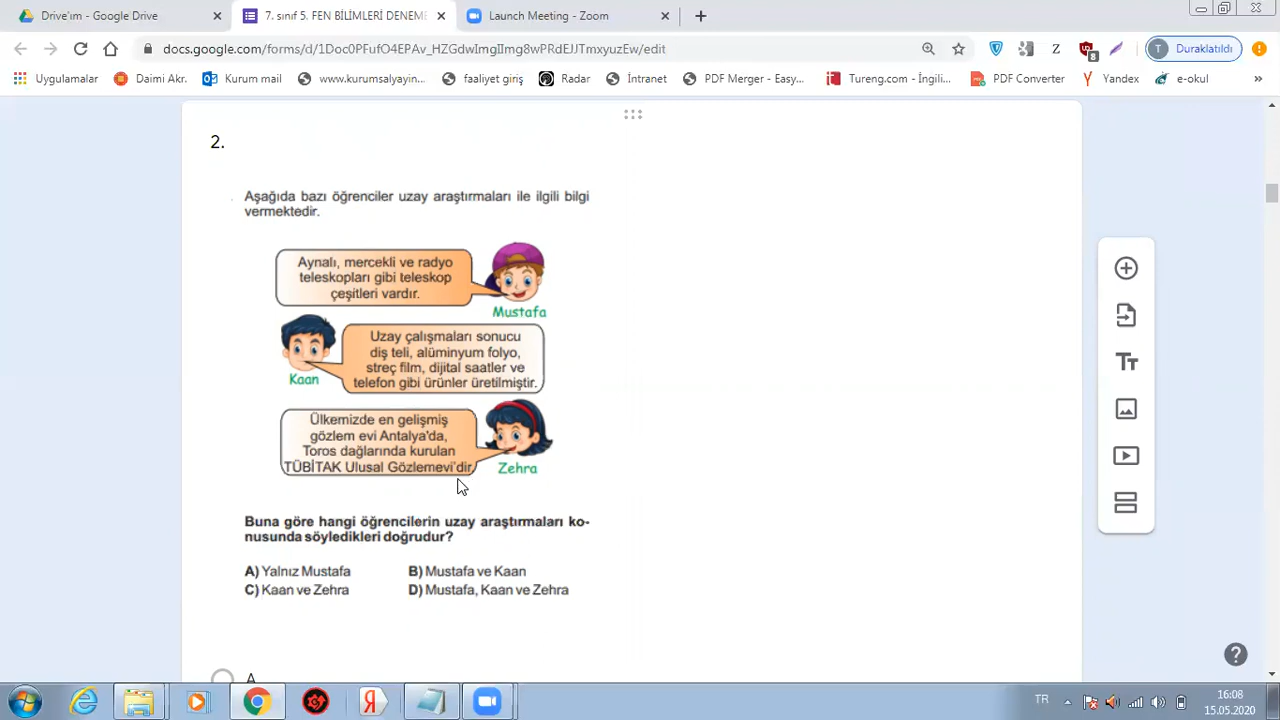 Drive'ım - Google Drive
7. sınıf 5. FEN BİLİMLERİ DENEME
Launch Meeting - Zoom
docs.google.com/forms/d/1Doc0PFufO4EPAv_HZGdwImgIImg8wPRdEJJTmxyuzEw/edit
Z
8
T
Duraklatıldı
Uygulamalar
Daimi Akr.
Kurum mail
www.kurumsalyayin...
faaliyet giriş
Radar
İntranet
PDF Merger - Easy...
Tureng.com - İngili...
PDF Converter
Yandex
e-okul
»
2.
Aşağıda bazı öğrenciler uzay araştırmaları ile ilgili bilgi
vermektedir.
Aynalı, mercekli ve radyo
teleskopları gibi teleskop
çeşitleri vardır.
Mustafa
Uzay çalışmaları sonucu
diş teli, alüminyum folyo,
streç film, dijital saatler ve
telefon gibi ürünler üretilmiştir.
Kaan
Ülkemizde en gelişmiş
gözlem evi Antalya'da,
Toros dağlarında kurulan
TÜBİTAK Ulusal Gözlemevi'dir.
Zehra
Buna göre hangi öğrencilerin uzay araştırmaları ko-
nusunda söyledikleri doğrudur?
A) Yalnız Mustafa
B) Mustafa ve Kaan
C) Kaan ve Zehra
D) Mustafa, Kaan ve Zehra
A
Tт
TR
16:08
15.05.2020